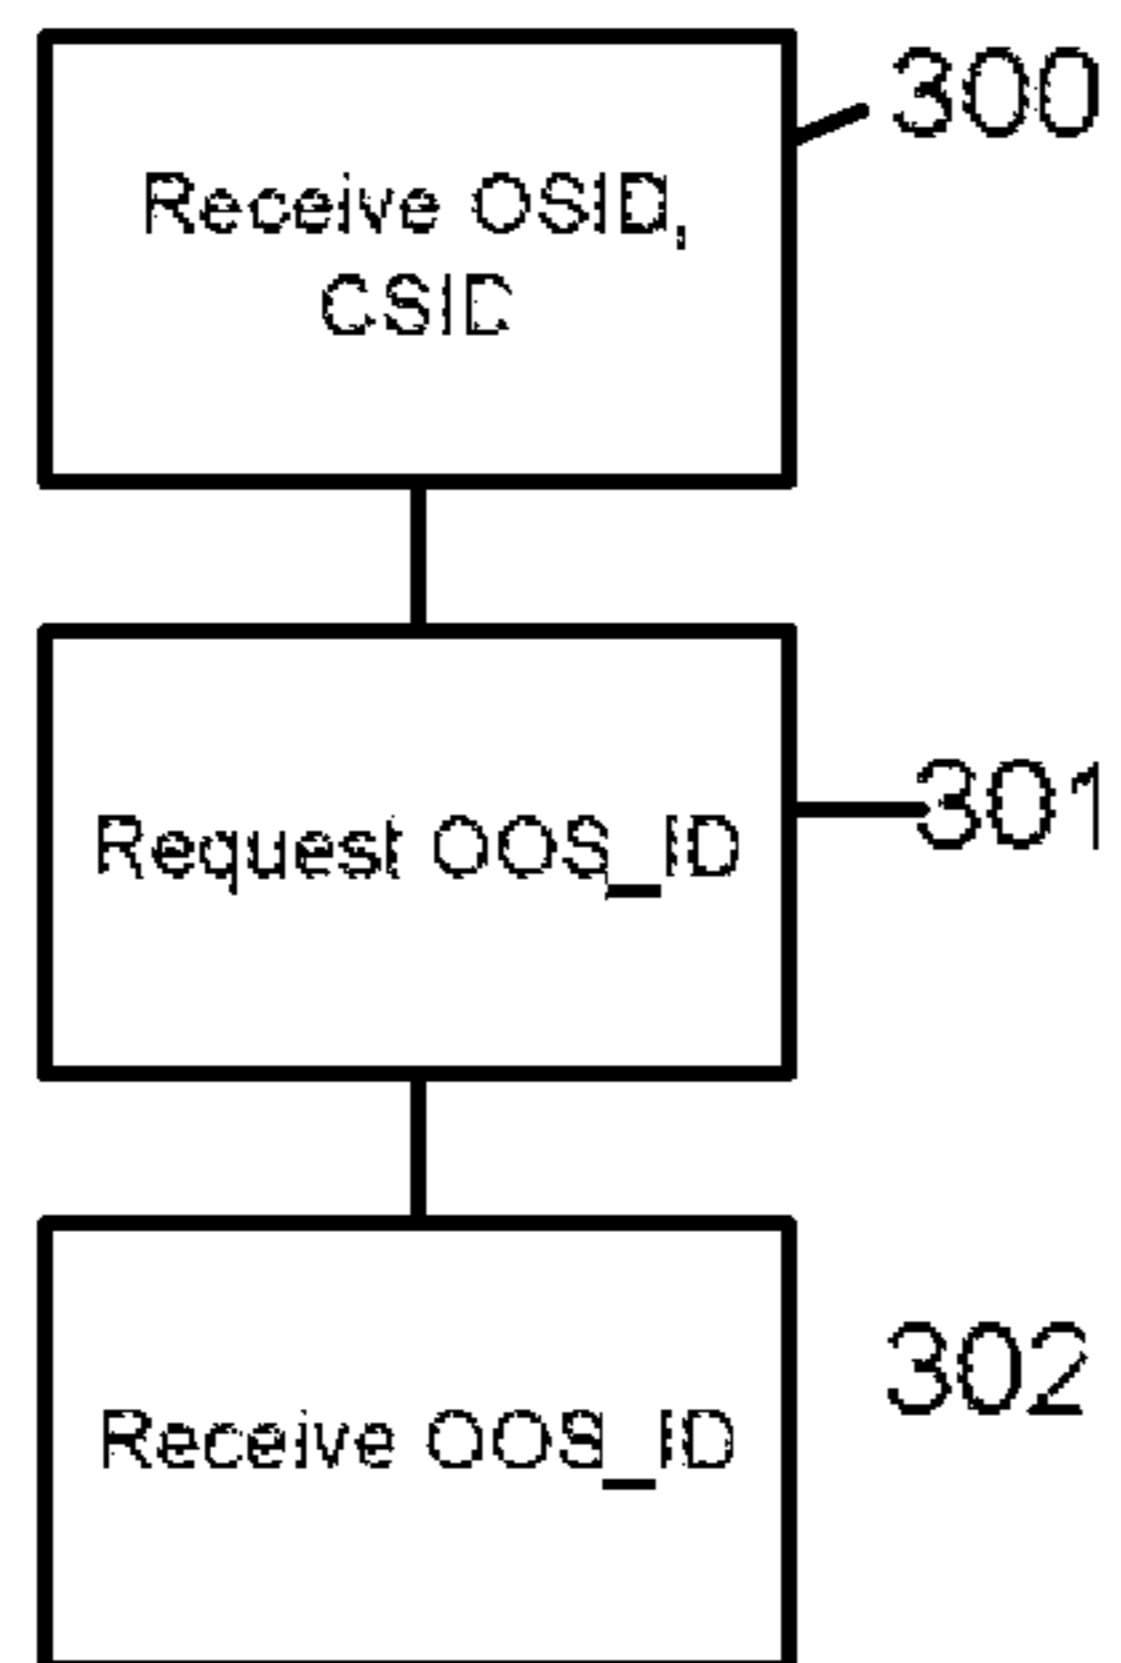 300
Receive OSID,
CSID
301
Request OOS_ID
302
Receive OOS_ID